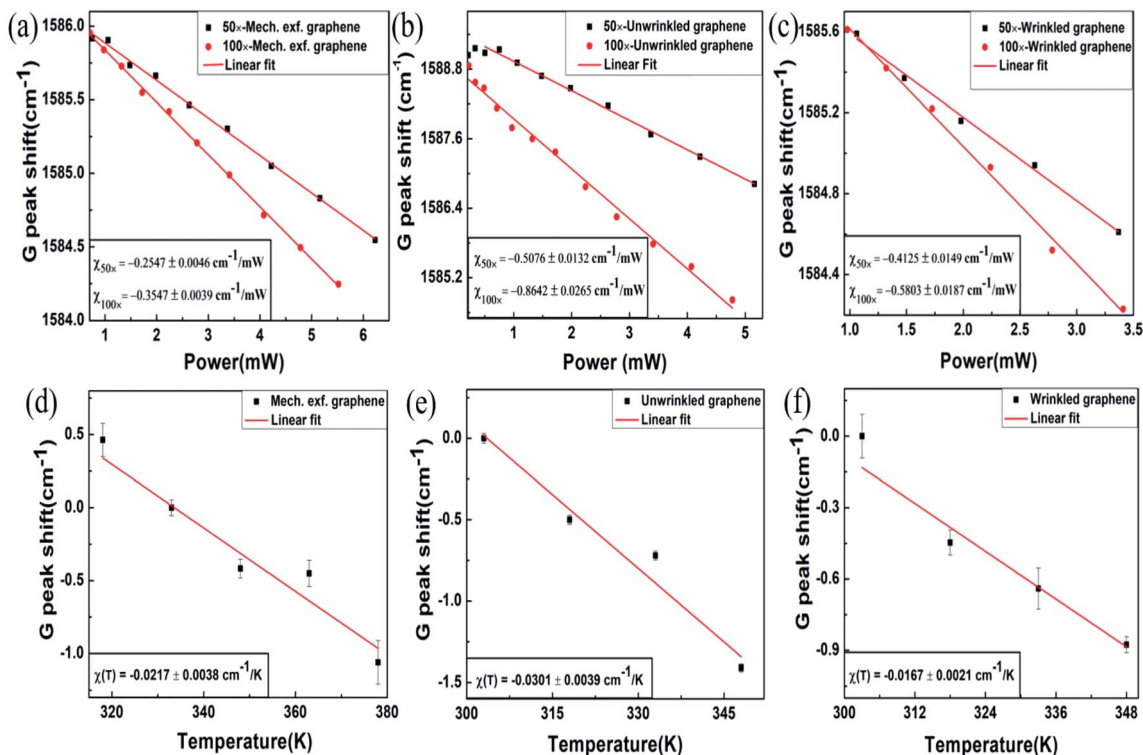 (a)
50×-Mech. exf. graphene
100×-Mech. exf. graphene
Linear fit
G peak shift(cm⁻¹)
1586.0
1585.5
1585.0
1584.5
1584.0
χ50× = −0.2547 ± 0.0046 cm⁻¹/mW
χ100× = −0.3547 ± 0.0039 cm⁻¹/mW
1 2 3 4 5 6
Power(mW)
(b)
50×-Unwrinkled graphene
100×-Unwrinkled graphene
Linear Fit
G peak shift (cm⁻¹)
1588.8
1587.6
1586.4
1585.2
χ50× = −0.5076 ± 0.0132 cm⁻¹/mW
χ100× = −0.8642 ± 0.0265 cm⁻¹/mW
1 2 3 4 5
Power (mW)
(c)
50×-Wrinkled graphene
100×-Wrinkled graphene
Linear fit
G peak shift(cm⁻¹)
1585.6
1585.2
1584.8
1584.4
χ50× = −0.4125 ± 0.0149 cm⁻¹/mW
χ100× = −0.5803 ± 0.0187 cm⁻¹/mW
1.0 1.5 2.0 2.5 3.0 3.5
Power(mW)
(d)
Mech. exf. graphene
Linear fit
G peak shift(cm⁻¹)
0.5
0.0
-0.5
-1.0
χ(T) = -0.0217 ± 0.0038 cm⁻¹/K
320 340 360 380
Temperature(K)
(e)
Unwrinkled graphene
Linear fit
G peak shift(cm⁻¹)
0.0
-0.5
-1.0
-1.5
χ(T) = -0.0301 ± 0.0039 cm⁻¹/K
300 315 330 345
Temperature(K)
(f)
Wrinkled graphene
Linear fit
G peak shift(cm⁻¹)
0.0
-0.3
-0.6
-0.9
χ(T) = -0.0167 ± 0.0021 cm⁻¹/K
300 312 324 336 348
Temperature(K)